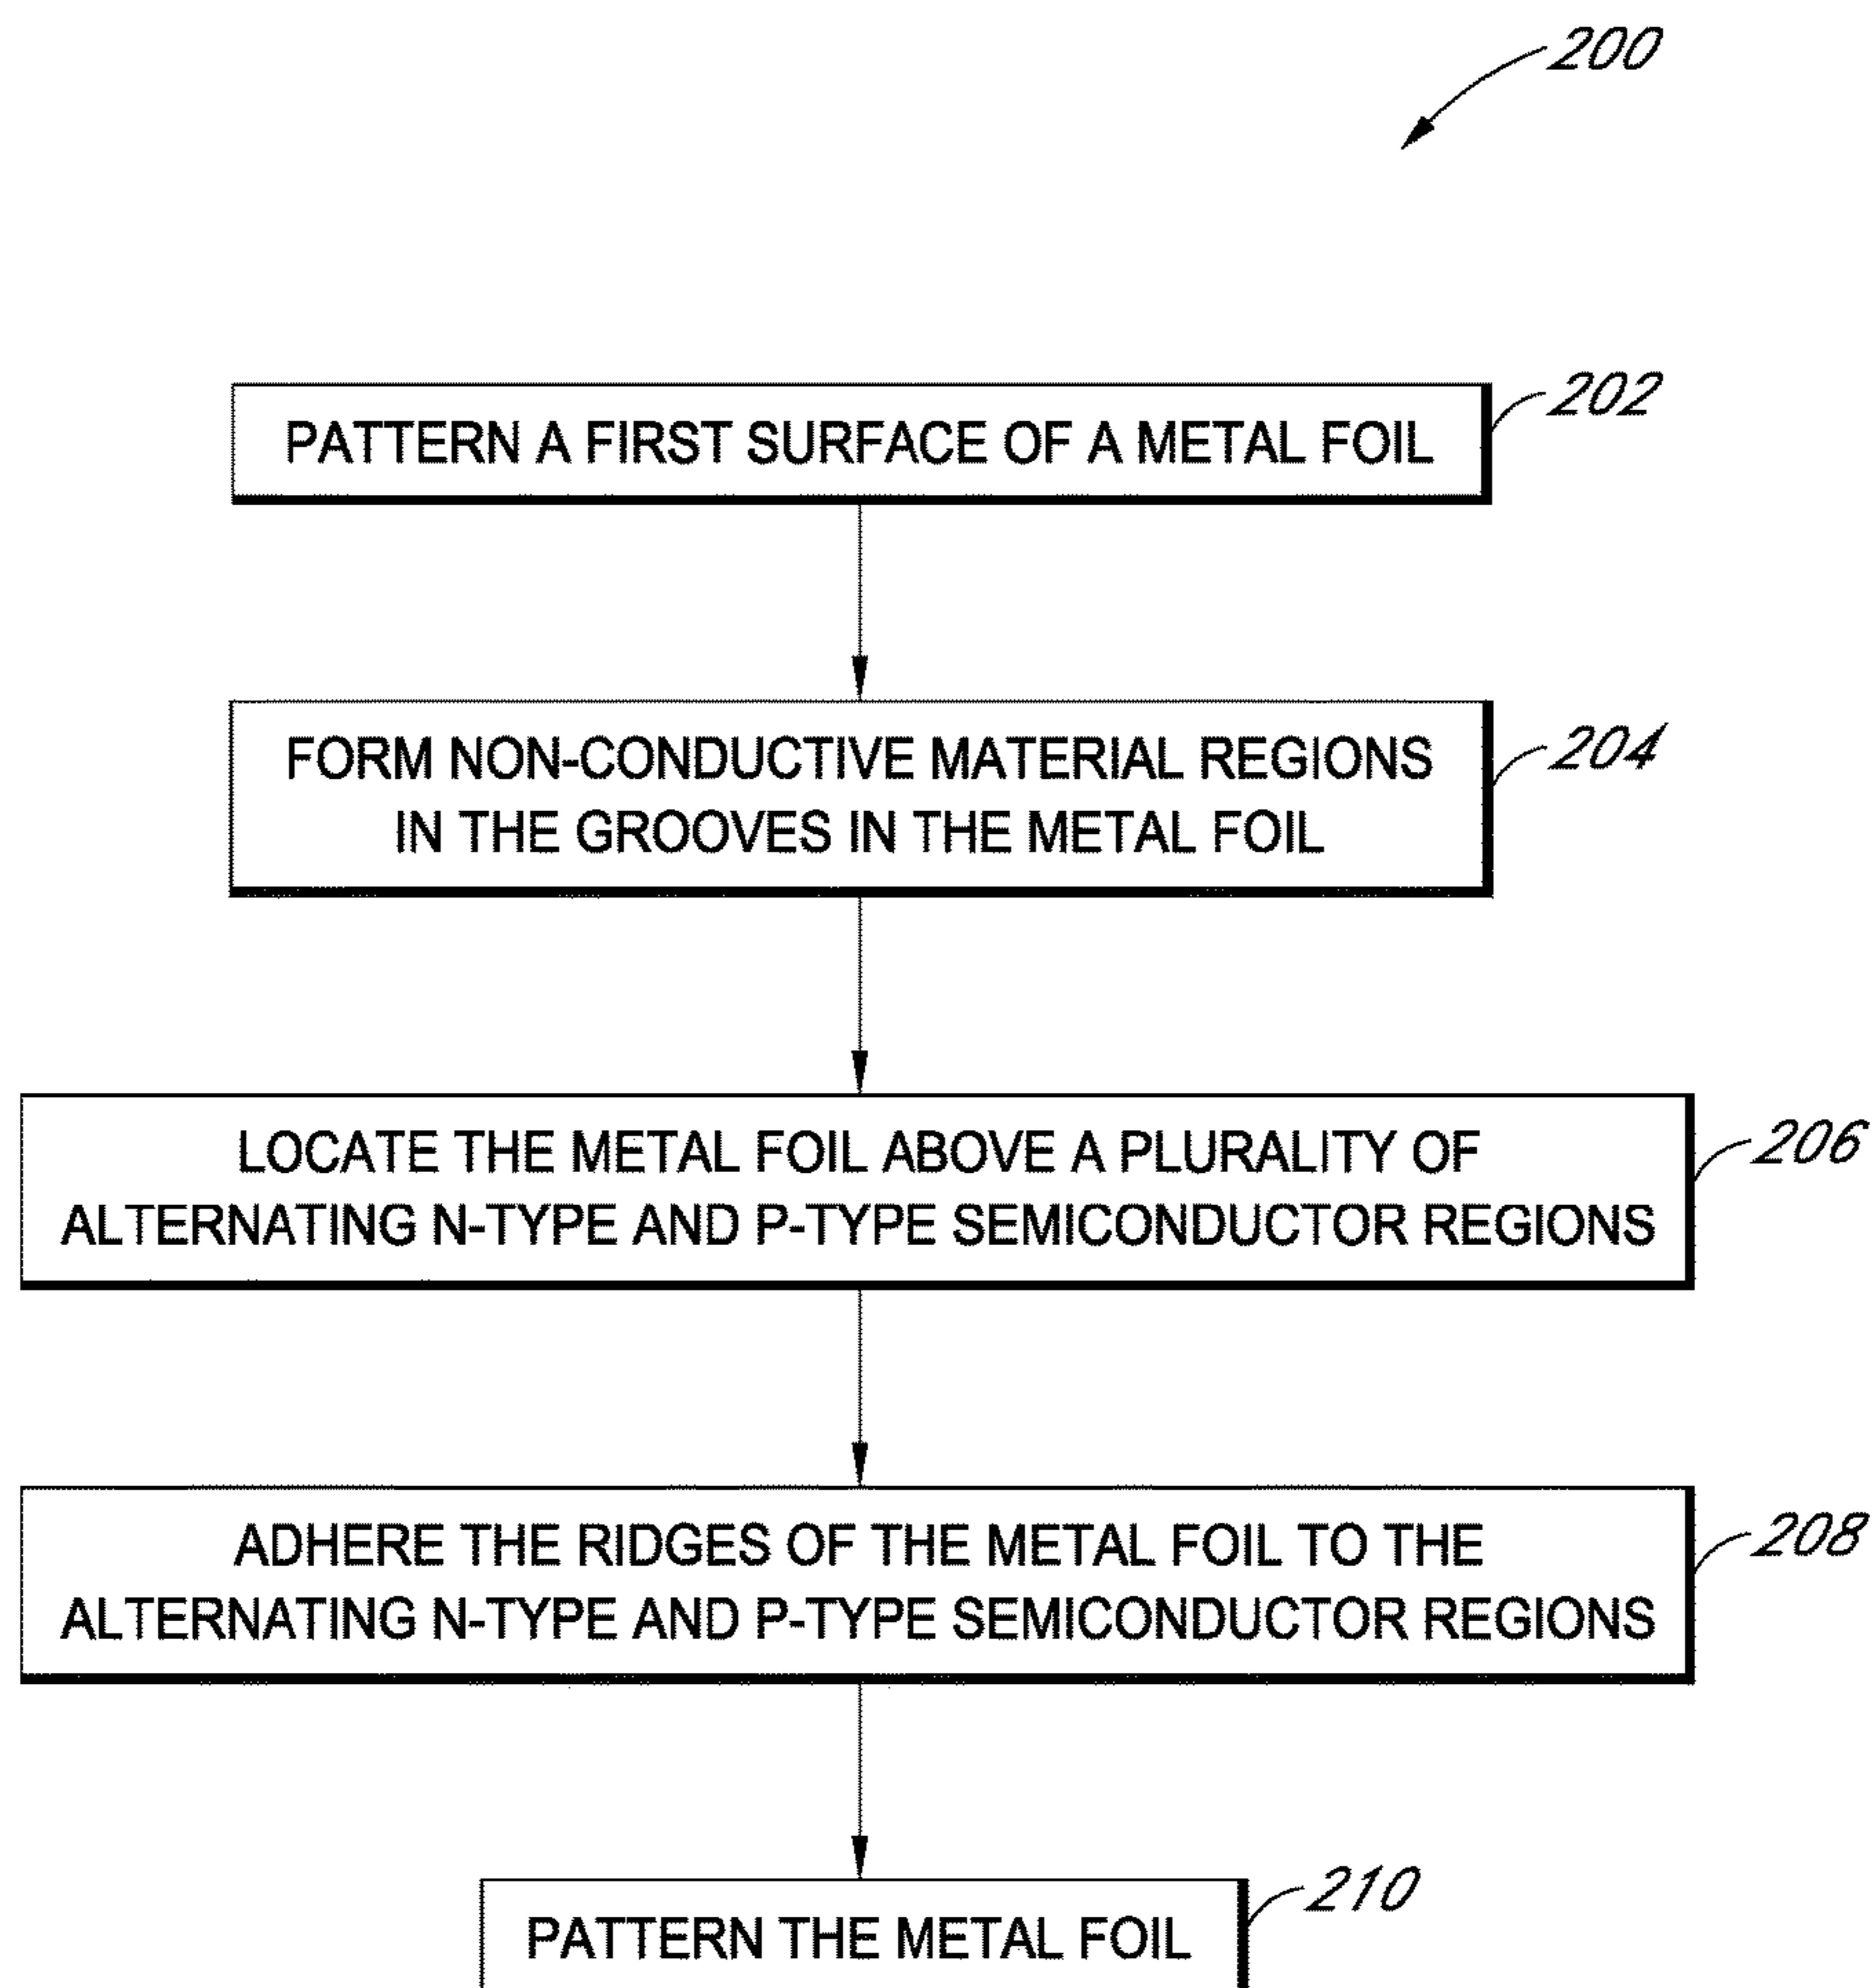 200
PATTERN A FIRST SURFACE OF A METAL FOIL
202
FORM NON-CONDUCTIVE MATERIAL REGIONS
IN THE GROOVES IN THE METAL FOIL
204
LOCATE THE METAL FOIL ABOVE A PLURALITY OF
ALTERNATING N-TYPE AND P-TYPE SEMICONDUCTOR REGIONS
206
ADHERE THE RIDGES OF THE METAL FOIL TO THE
ALTERNATING N-TYPE AND P-TYPE SEMICONDUCTOR REGIONS
208
PATTERN THE METAL FOIL
210